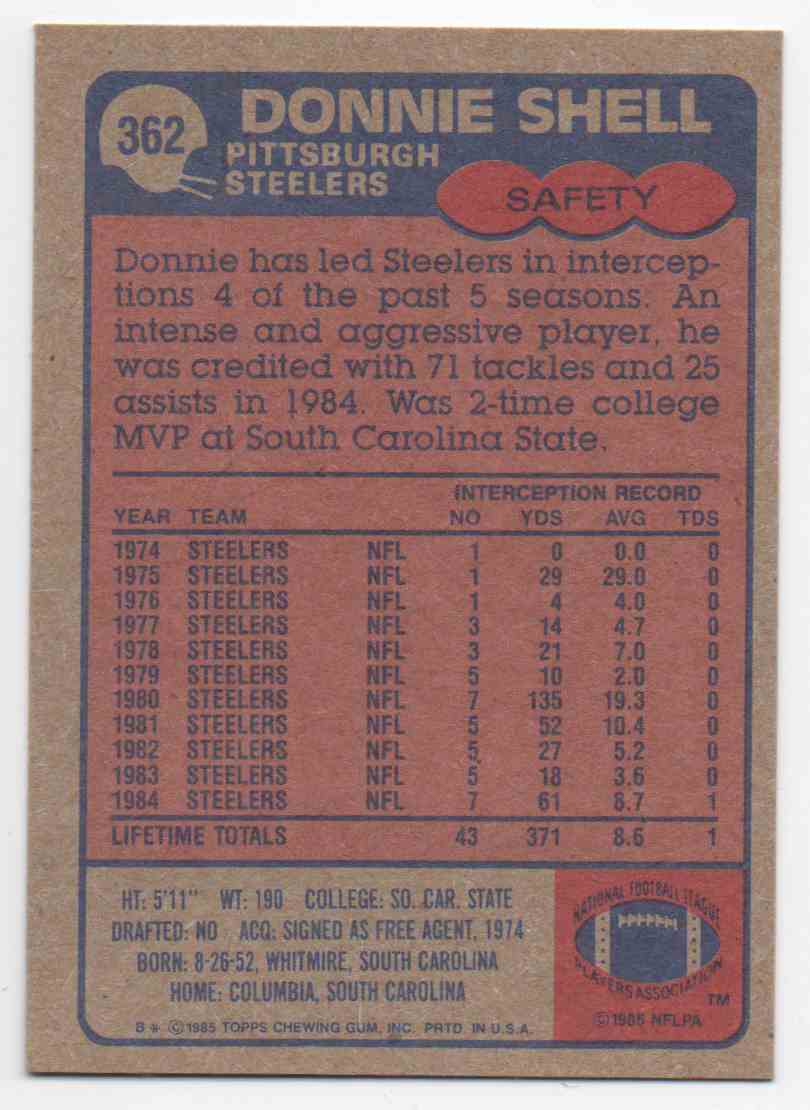 362
DONNIE SHELL
PITTSBURGH
STEELERS
SAFETY
Donnie has led Steelers in intercep-
tions 4 of the past 5 seasons. An
intense and aggressive player, he
was credited with 71 tackles and 25
assists in 1984. Was 2-time college
MVP at South Carolina State.
INTERCEPTION RECORD
YEAR TEAM NO YDS AVG TDS
1974 STEELERS NFL 1 0 0.0 0
1975 STEELERS NFL 1 29 29.0 0
1976 STEELERS NFL 1 4 4.0 0
1977 STEELERS NFL 3 14 4.7 0
1978 STEELERS NFL 3 21 7.0 0
1979 STEELERS NFL 5 10 2.0 0
1980 STEELERS NFL 7 135 19.3 0
1981 STEELERS NFL 5 52 10.4 0
1982 STEELERS NFL 5 27 5.2 0
1983 STEELERS NFL 5 18 3.6 0
1984 STEELERS NFL 7 61 8.7 1
LIFETIME TOTALS 43 371 8.6 1
HT: 5'11" WT: 190 COLLEGE: SO. CAR. STATE
DRAFTED: NO ACQ: SIGNED AS FREE AGENT, 1974
BORN: 8-26-52, WHITMIRE, SOUTH CAROLINA
HOME: COLUMBIA, SOUTH CAROLINA
B* ©1985 TOPPS CHEWING GUM, INC. PRTD. IN U.S.A.
NATIONAL FOOTBALL LEAGUE
PLAYERS ASSOCIATION
TM
©1985 NFLPA